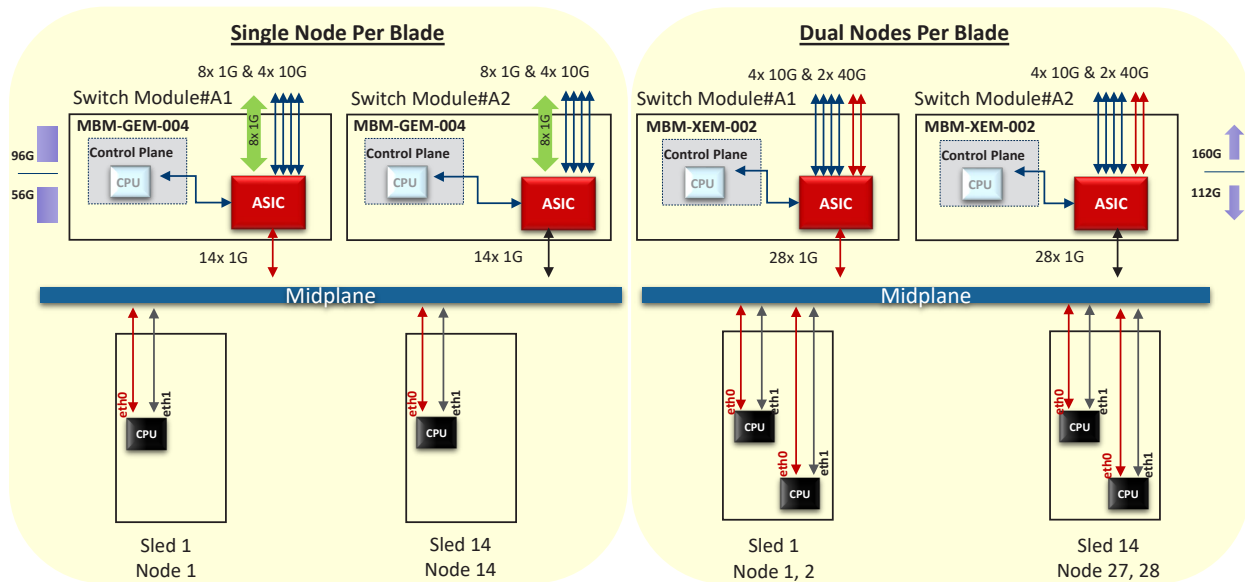 Single Node Per Blade
8x 1G & 4x 10G
8x 1G & 4x 10G
Switch Module#A1
Switch Module#A2
MBM-GEM-004
MBM-GEM-004
8x 1G
8x 1G
Control Plane
Control Plane
CPU
CPU
ASIC
ASIC
96G
56G
14x 1G
14x 1G
Midplane
eth0
eth1
CPU
eth0
eth1
CPU
Sled 1
Node 1
Sled 14
Node 14
Dual Nodes Per Blade
4x 10G & 2x 40G
4x 10G & 2x 40G
Switch Module#A1
Switch Module#A2
MBM-XEM-002
MBM-XEM-002
Control Plane
Control Plane
CPU
CPU
ASIC
ASIC
160G
112G
28x 1G
28x 1G
Midplane
eth0
eth1
CPU
eth0
eth1
CPU
eth0
eth1
CPU
eth0
eth1
CPU
Sled 1
Node 1, 2
Sled 14
Node 27, 28